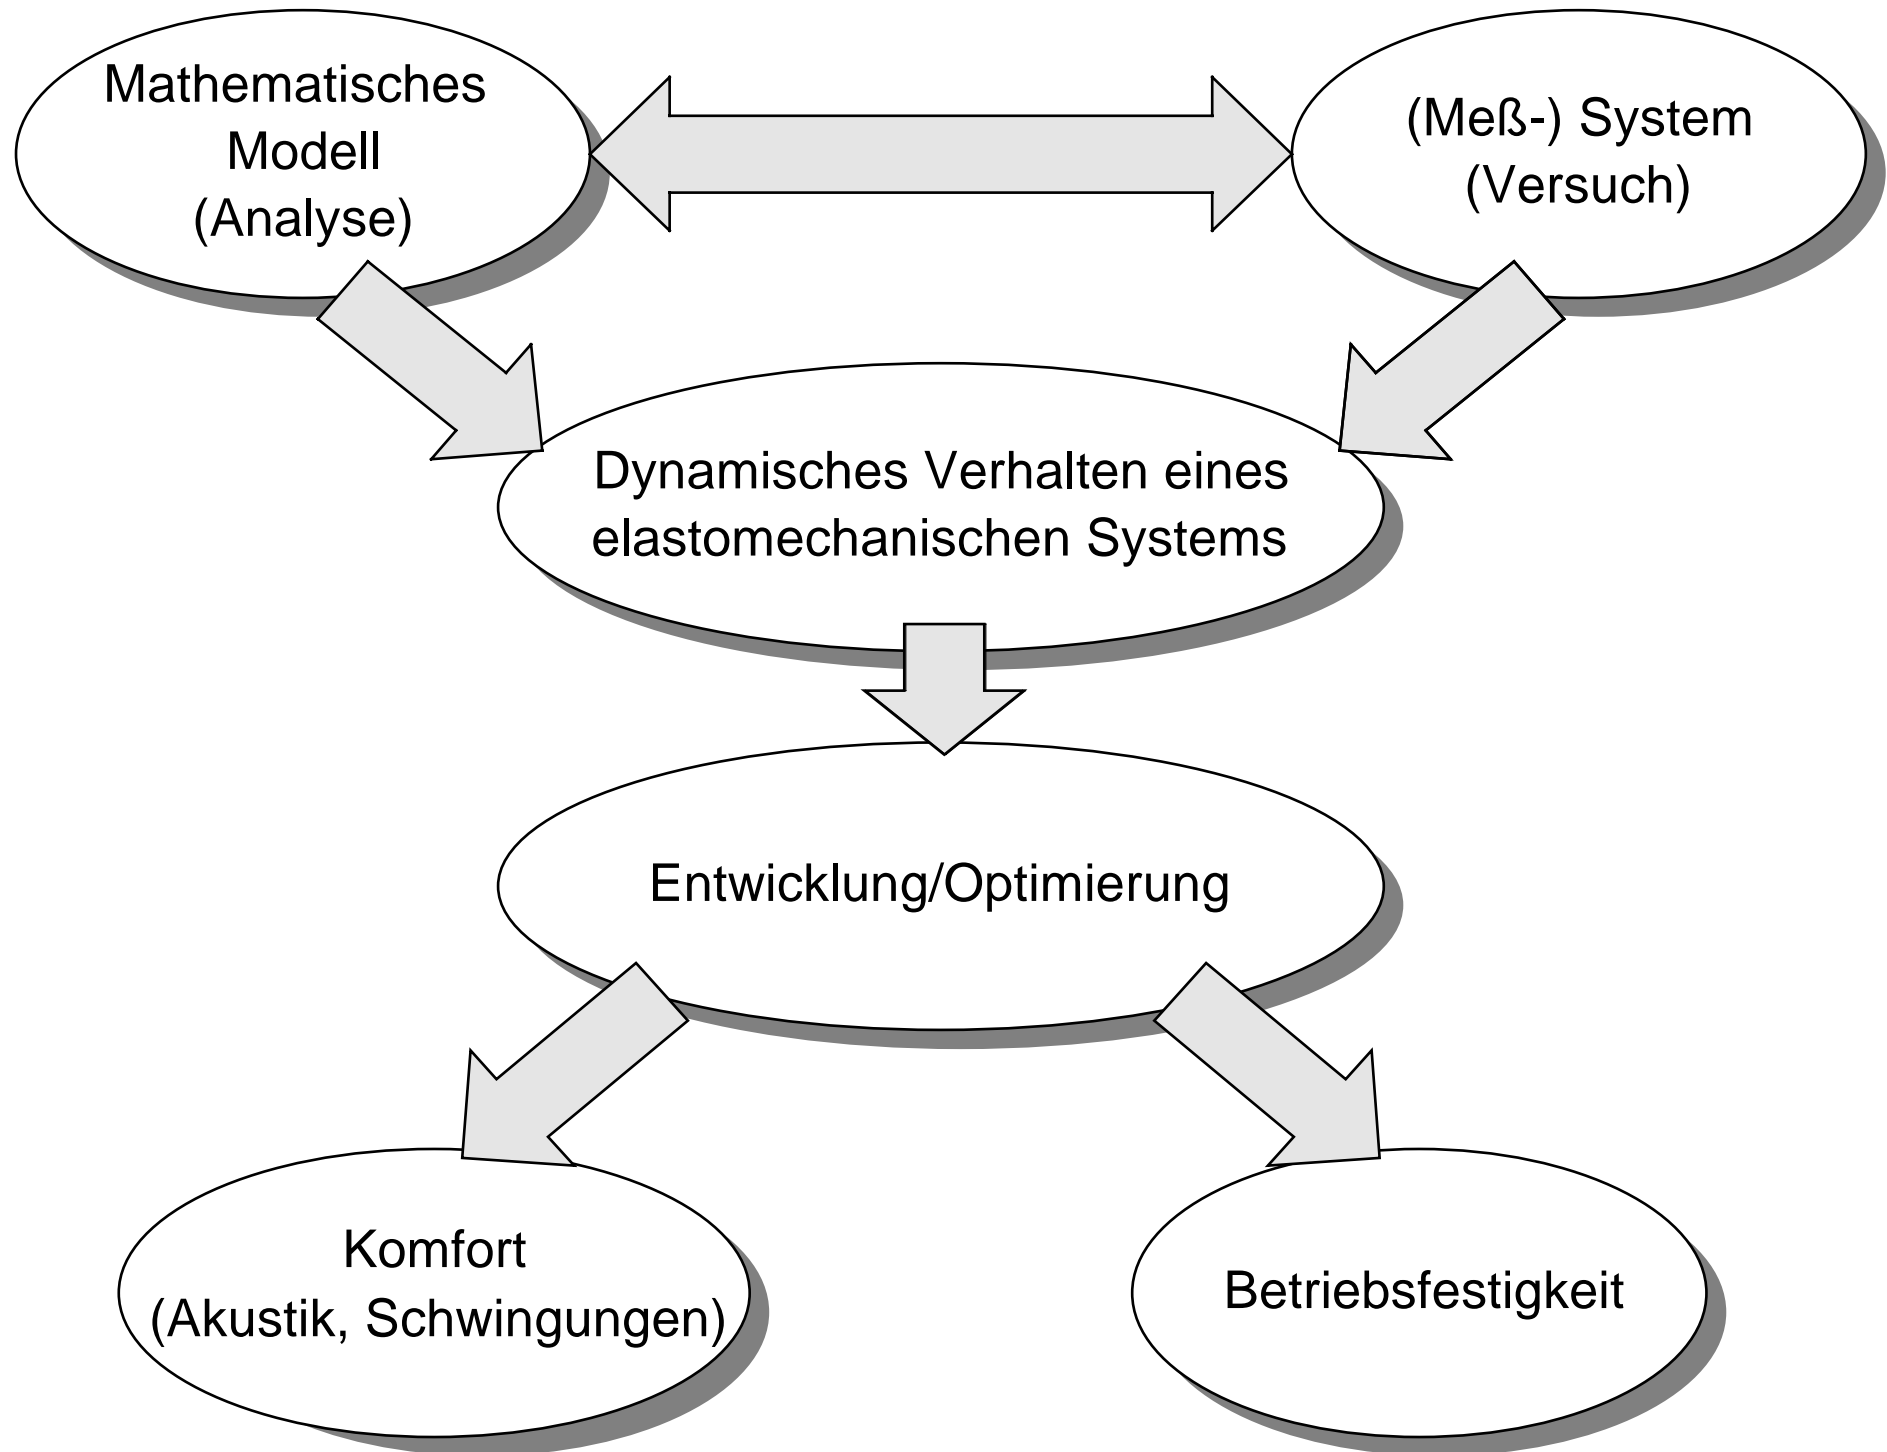 Mathematisches
Modell
(Analyse)
(Meß-) System
(Versuch)
Dynamisches Verhalten eines
elastomechanischen Systems
Entwicklung/Optimierung
Komfort
(Akustik, Schwingungen)
Betriebsfestigkeit